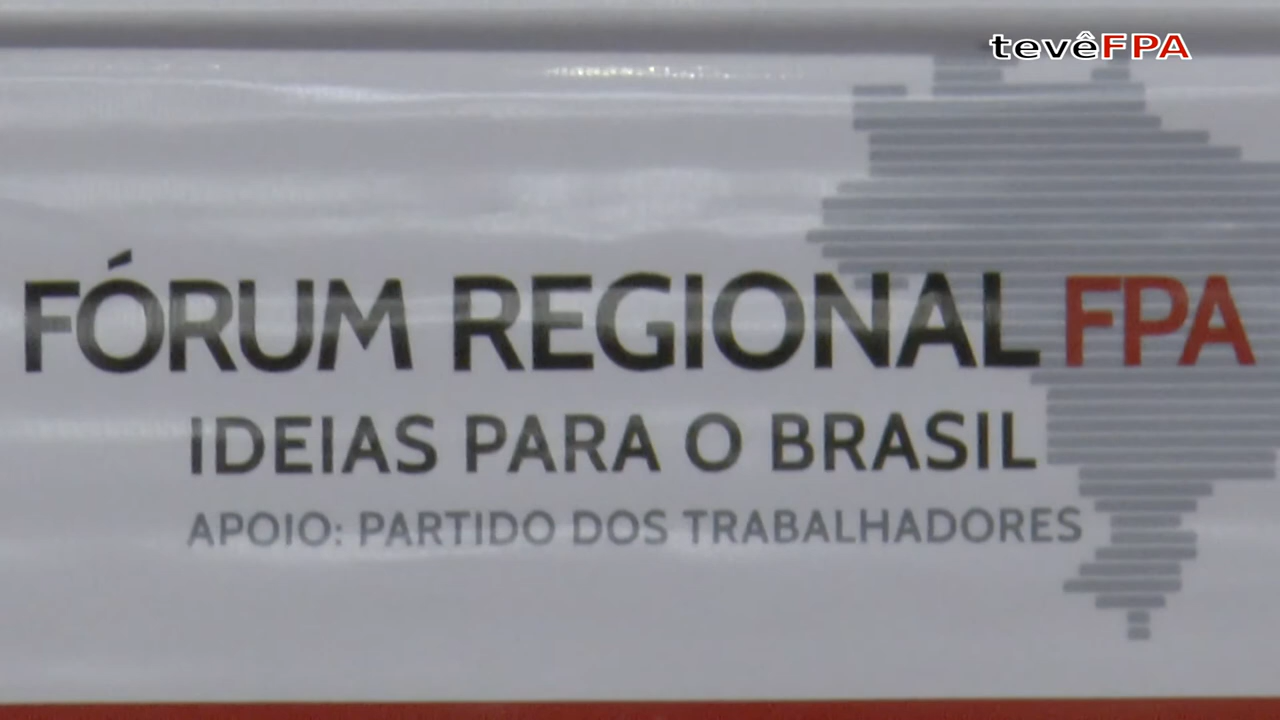 tevêFPA
FÓRUM REGIONAL FPA
IDEIAS PARA O BRASIL
APOIO: PARTIDO DOS TRABALHADORES